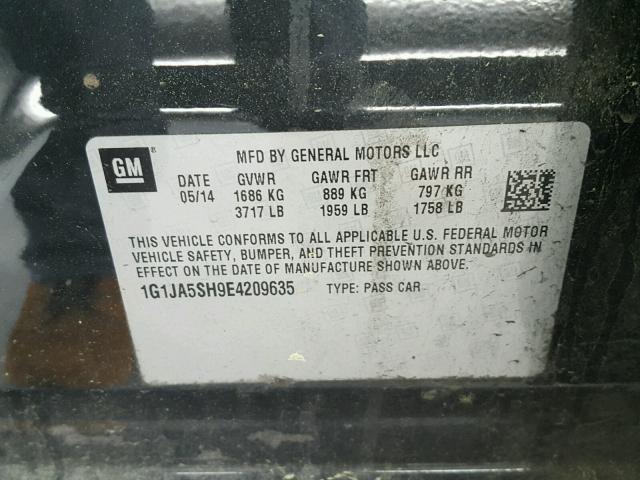 GM ®
MFD BY GENERAL MOTORS LLC
DATE GVWR GAWR FRT GAWR RR
05/14 1686 KG 889 KG 797 KG
3717 LB 1959 LB 1758 LB
THIS VEHICLE CONFORMS TO ALL APPLICABLE U.S. FEDERAL MOTOR
VEHICLE SAFETY, BUMPER, AND THEFT PREVENTION STANDARDS IN
EFFECT ON THE DATE OF MANUFACTURE SHOWN ABOVE.
1G1JA5SH9E4209635 TYPE: PASS CAR